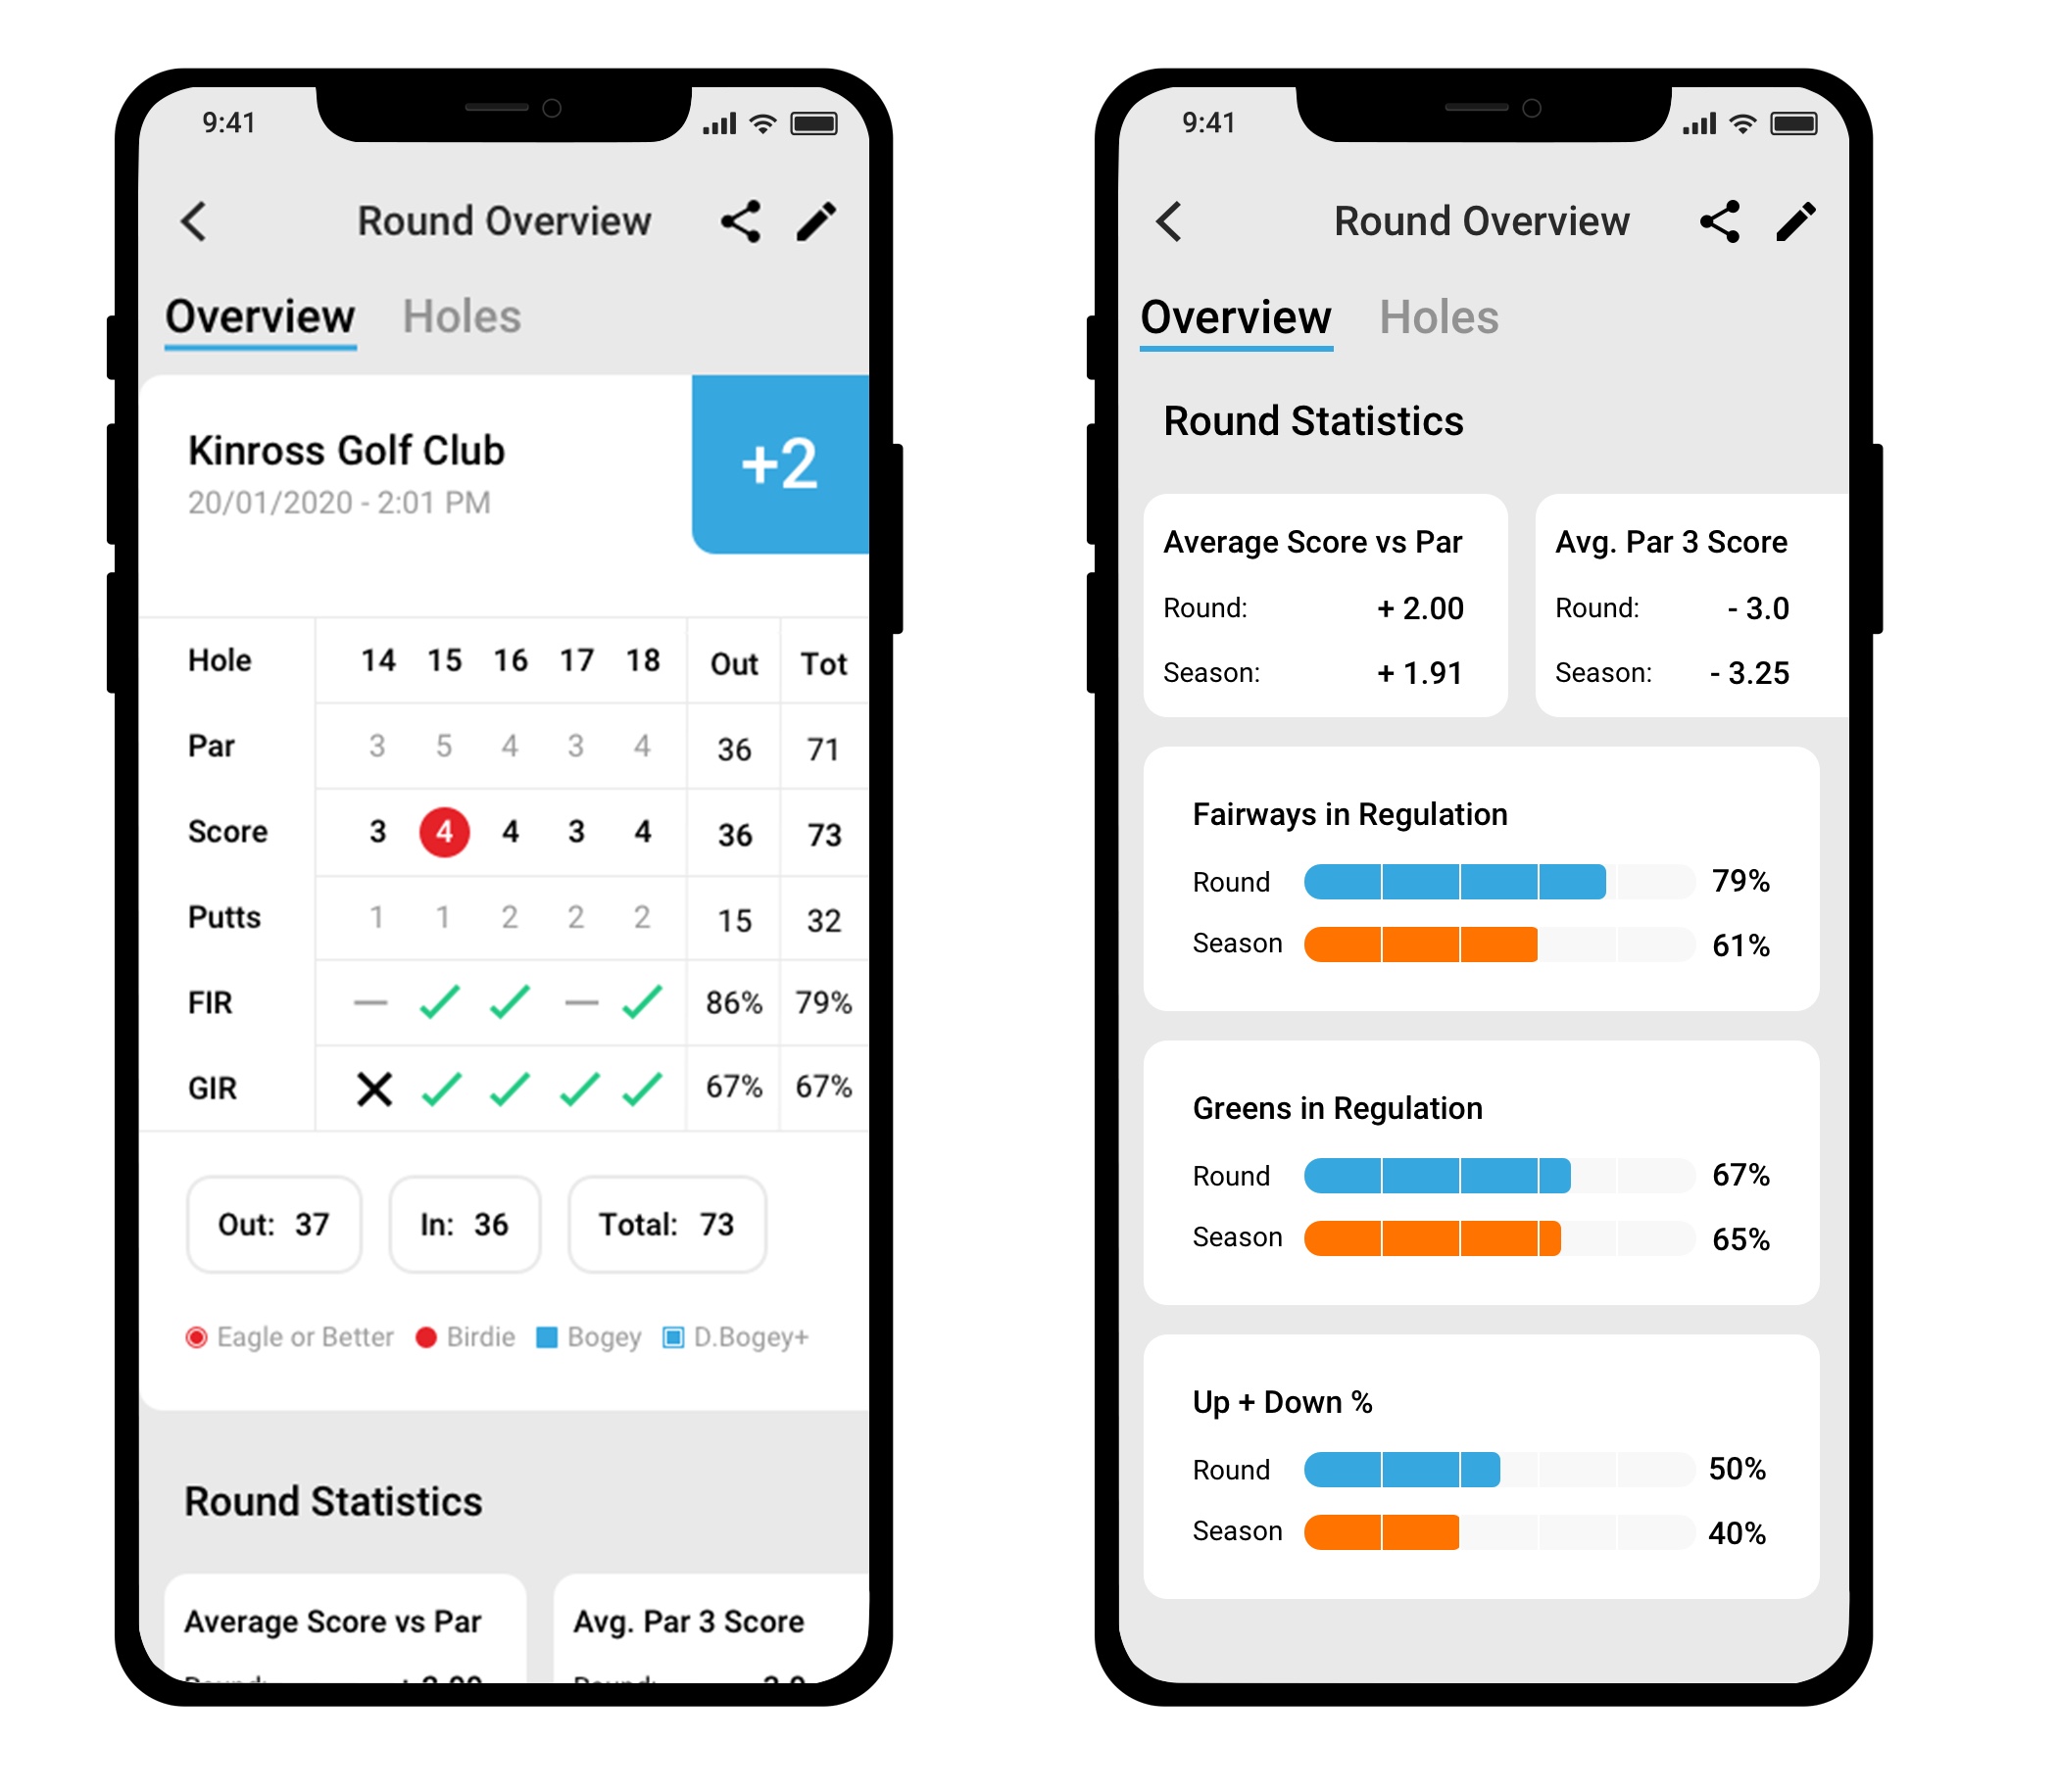 9:41
Round Overview
Overview Holes
Kinross Golf Club
20/01/2020 - 2:01 PM
+2
Hole 14 15 16 17 18 Out Tot
Par 3 5 4 3 4 36 71
Score 3 4 4 3 4 36 73
Putts 1 1 2 2 2 15 32
FIR 86% 79%
GIR 67% 67%
Out: 37 In: 36 Total: 73
Eagle or Better Birdie Bogey D.Bogey+
Round Statistics
Average Score vs Par Avg. Par 3 Score
9:41
Round Overview
Overview Holes
Round Statistics
Average Score vs Par
Round: + 2.00
Season: + 1.91
Avg. Par 3 Score
Round: - 3.0
Season: - 3.25
Fairways in Regulation
Round 79%
Season 61%
Greens in Regulation
Round 67%
Season 65%
Up + Down %
Round 50%
Season 40%